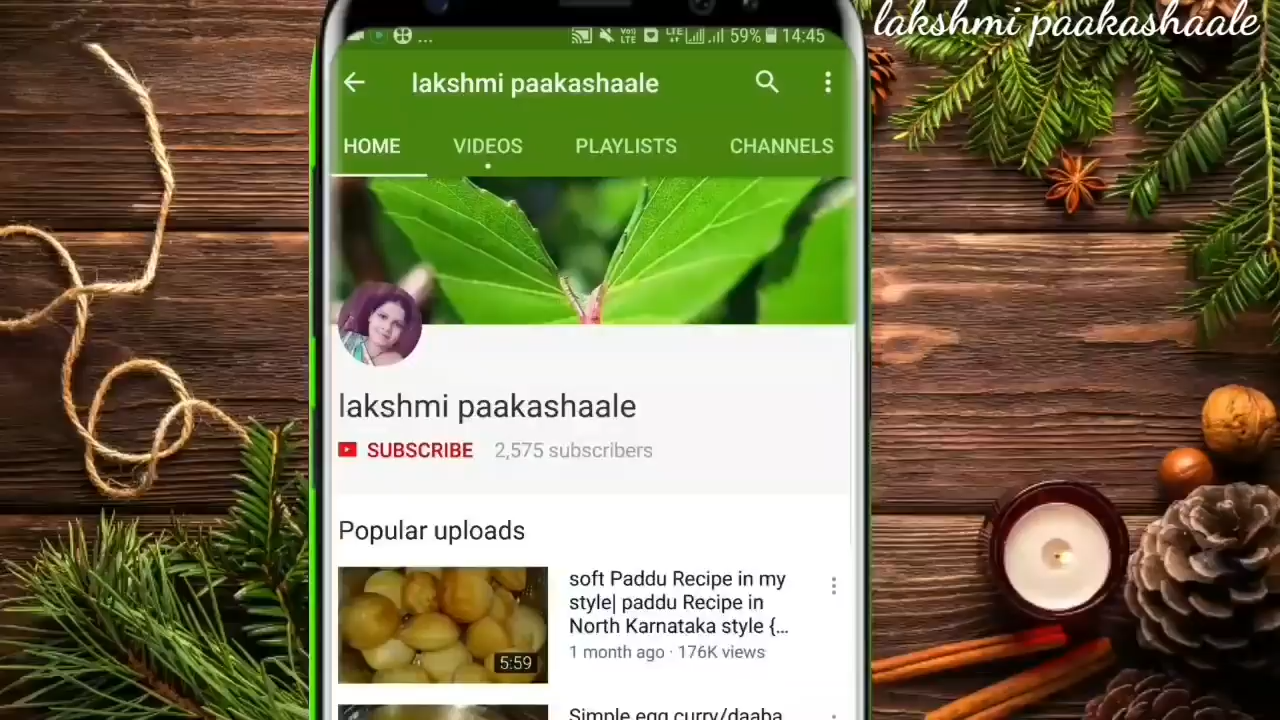 lakshmi paakashaale
... VoLTE LTE 59% 14:45
lakshmi paakashaale
HOME VIDEOS PLAYLISTS CHANNELS
lakshmi paakashaale
SUBSCRIBE 2,575 subscribers
Popular uploads
soft Paddu Recipe in my
style| paddu Recipe in
North Karnataka style {…
1 month ago · 176K views
5:59
Simple egg curry/daaba